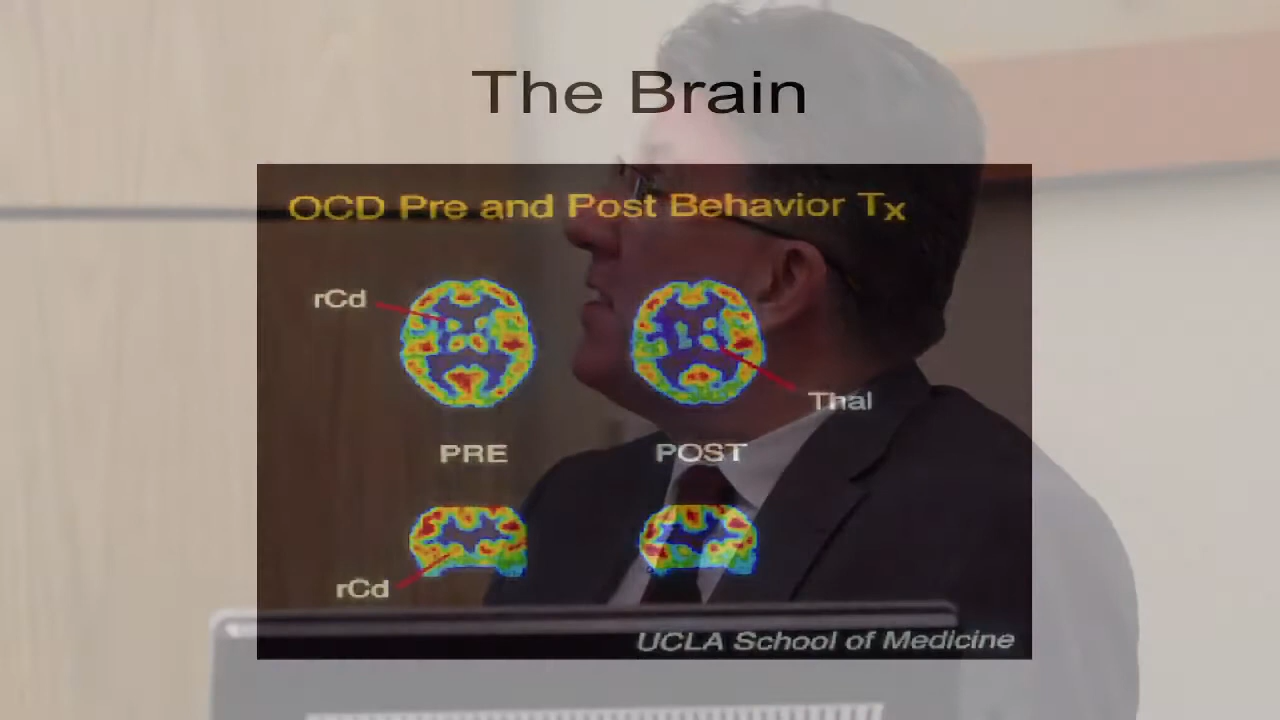 The Brain
OCD Pre and Post Behavior Tx
rCd
Thal
PRE
POST
rCd
UCLA School of Medicine